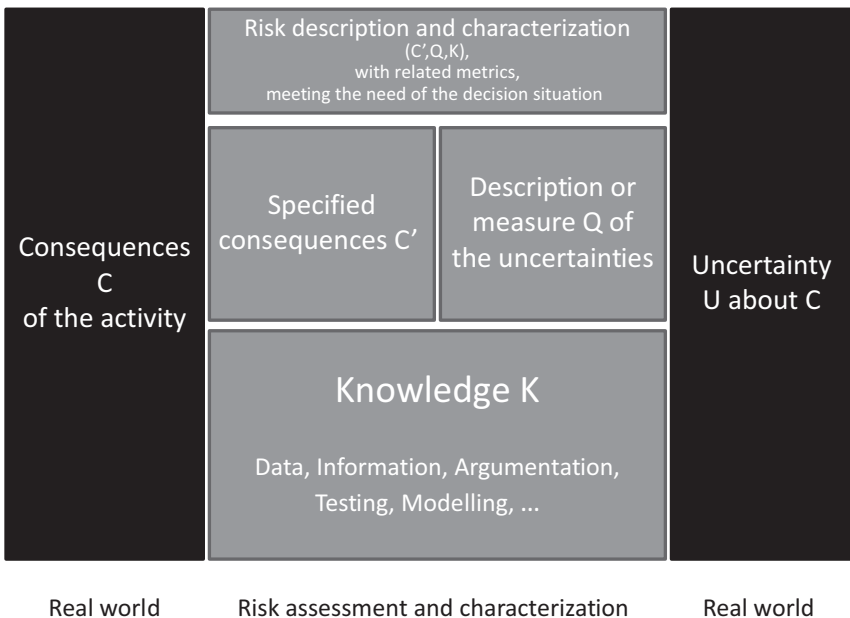 Risk description and characterization
(C’,Q,K),
with related metrics,
meeting the need of the decision situation
Consequences
C
of the activity
Specified
consequences C’
Description or
measure Q of
the uncertainties
Uncertainty
U about C
Knowledge K
Data, Information, Argumentation,
Testing, Modelling, ...
Real world
Risk assessment and characterization
Real world